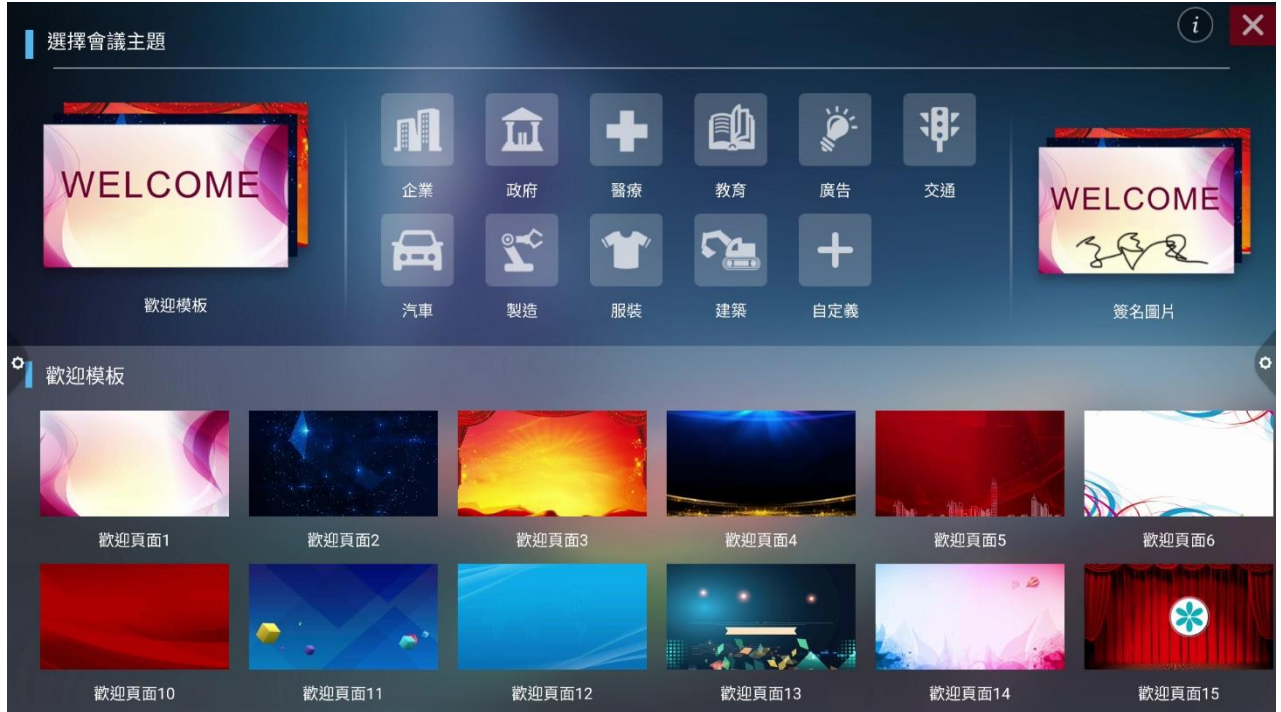 選擇會議主題
i
WELCOME
歡迎模板
企業
政府
醫療
教育
廣告
交通
汽車
製造
服裝
建築
自定義
WELCOME
簽名圖片
歡迎模板
歡迎頁面1
歡迎頁面2
歡迎頁面3
歡迎頁面4
歡迎頁面5
歡迎頁面6
歡迎頁面10
歡迎頁面11
歡迎頁面12
歡迎頁面13
歡迎頁面14
歡迎頁面15